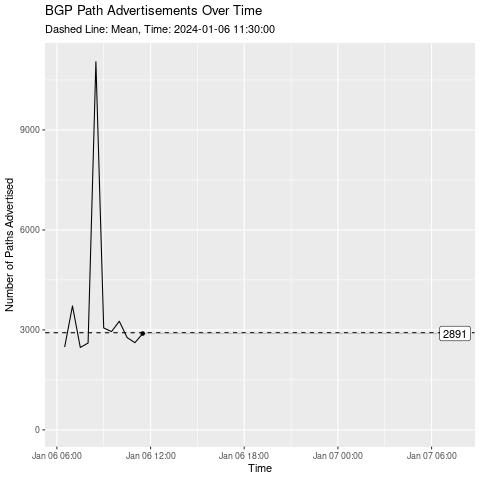 BGP Path Advertisements Over Time
Dashed Line: Mean, Time: 2024-01-06 11:30:00
Number of Paths Advertised
9000
6000
3000
0
2891
Jan 06 06:00 Jan 06 12:00 Jan 06 18:00 Jan 07 00:00 Jan 07 06:00
Time